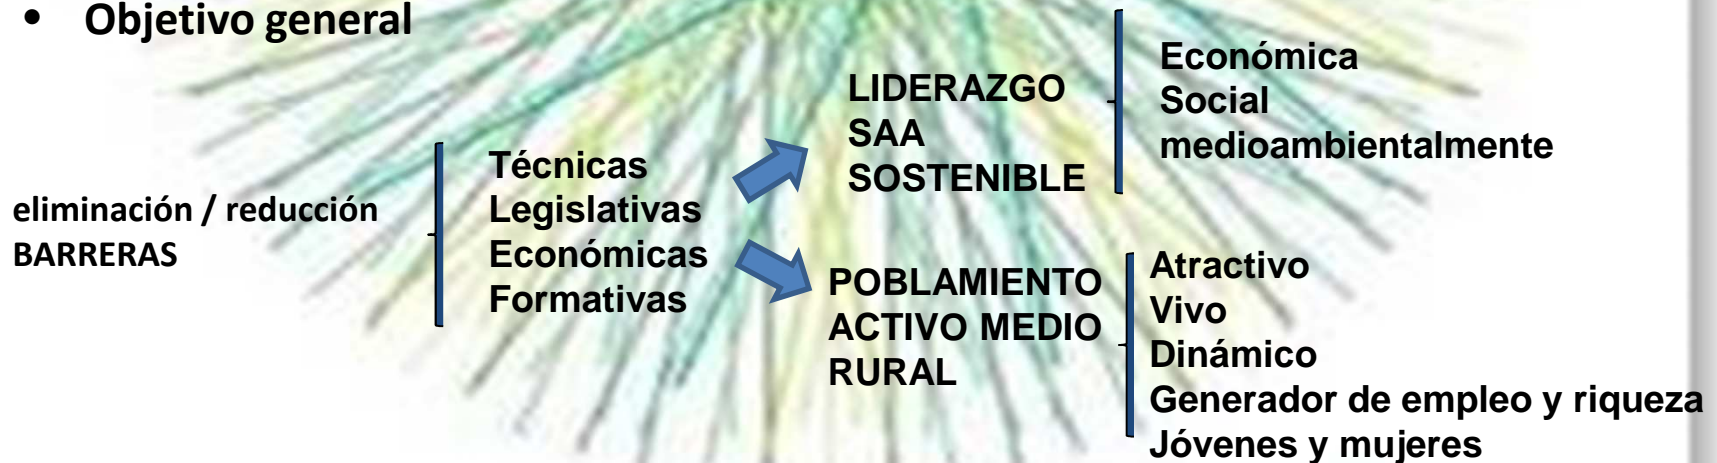 • Objetivo general
eliminación / reducción
BARRERAS
Técnicas
Legislativas
Económicas
Formativas
LIDERAZGO
SAA
SOSTENIBLE
Económica
Social
medioambientalmente
POBLAMIENTO
ACTIVO MEDIO
RURAL
Atractivo
Vivo
Dinámico
Generador de empleo y riqueza
Jóvenes y mujeres